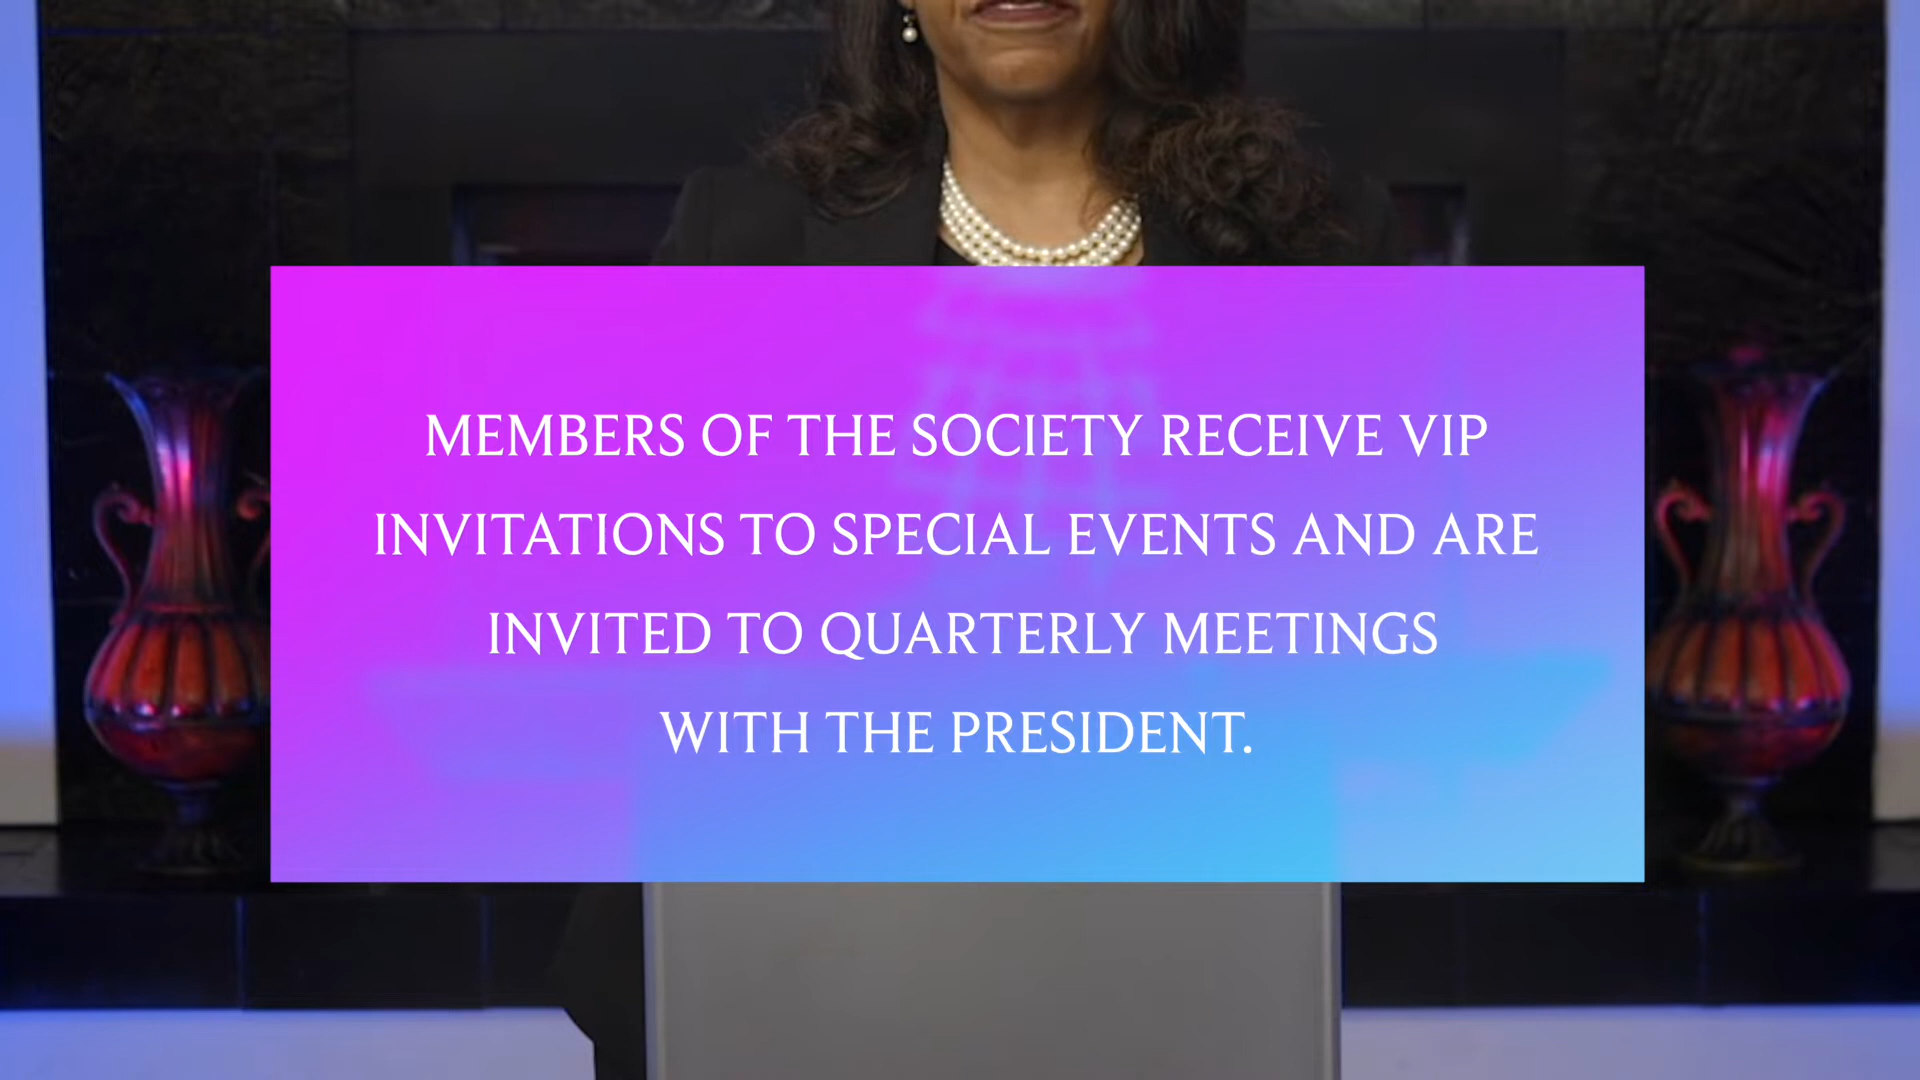 MEMBERS OF THE SOCIETY RECEIVE VIP
INVITATIONS TO SPECIAL EVENTS AND ARE
INVITED TO QUARTERLY MEETINGS
WITH THE PRESIDENT.